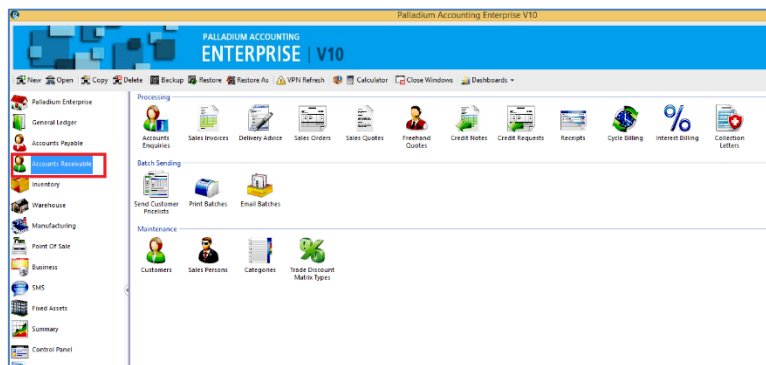 Palladium Accounting Enterprise V10
PALLADIUM ACCOUNTING
ENTERPRISE | V10
New Open Copy Delete Backup Restore Restore As VPN Refresh Calculator Close Windows Dashboards
Palladium Enterprise
General Ledger
Accounts Payable
Accounts Receivable
Inventory
Warehouse
Manufacturing
Point Of Sale
Business
SMS
Fixed Assets
Summary
Control Panel
Processing
Accounts Enquiries
Sales Invoices
Delivery Advice
Sales Orders
Sales Quotes
Freehand Quotes
Credit Notes
Credit Requests
Receipts
Cycle Billing
Interest Billing
Collection Letters
Batch Sending
Send Customer Pricelists
Print Batches
Email Batches
Maintenance
Customers
Sales Persons
Categories
Trade Discount Matrix Types